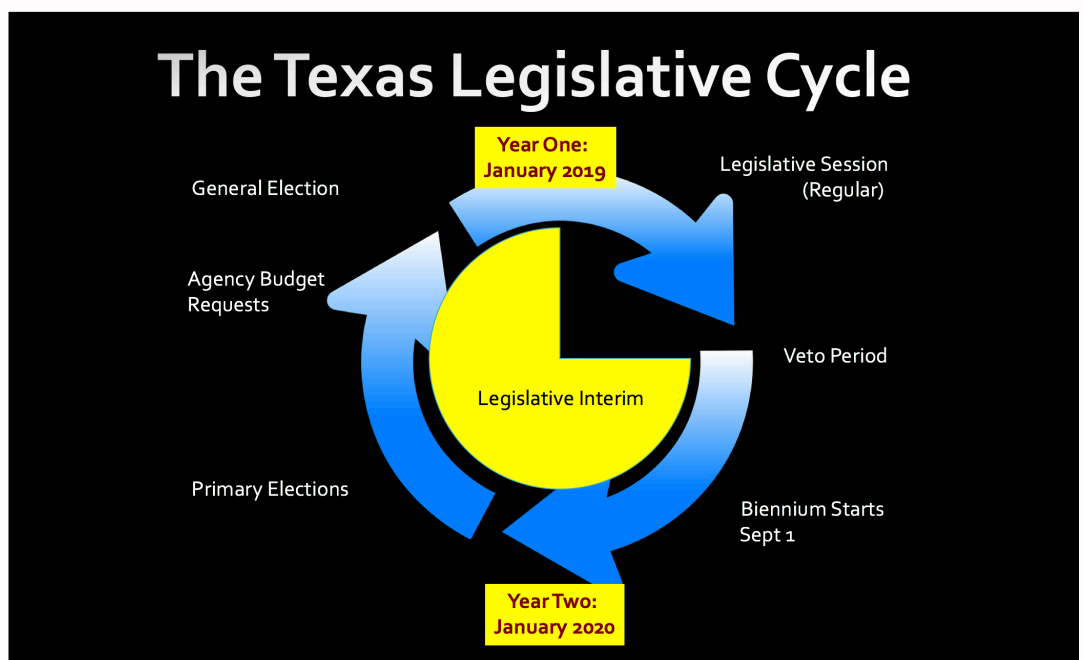 The Texas Legislative Cycle
Year One:
January 2019
Legislative Session
(Regular)
General Election
Agency Budget
Requests
Veto Period
Legislative Interim
Primary Elections
Biennium Starts
Sept 1
Year Two:
January 2020